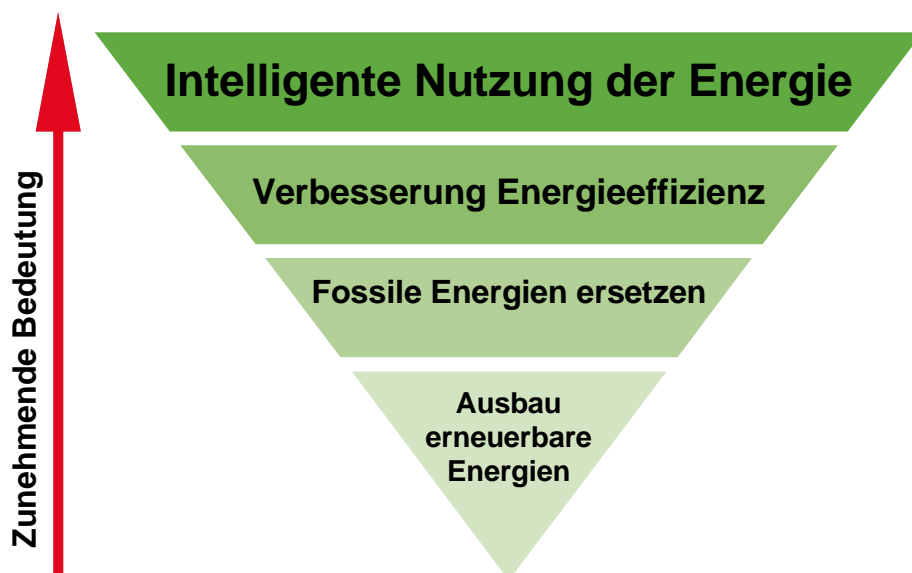 Intelligente Nutzung der Energie
Verbesserung Energieeffizienz
Fossile Energien ersetzen
Ausbau
erneuerbare
Energien
Zunehmende Bedeutung